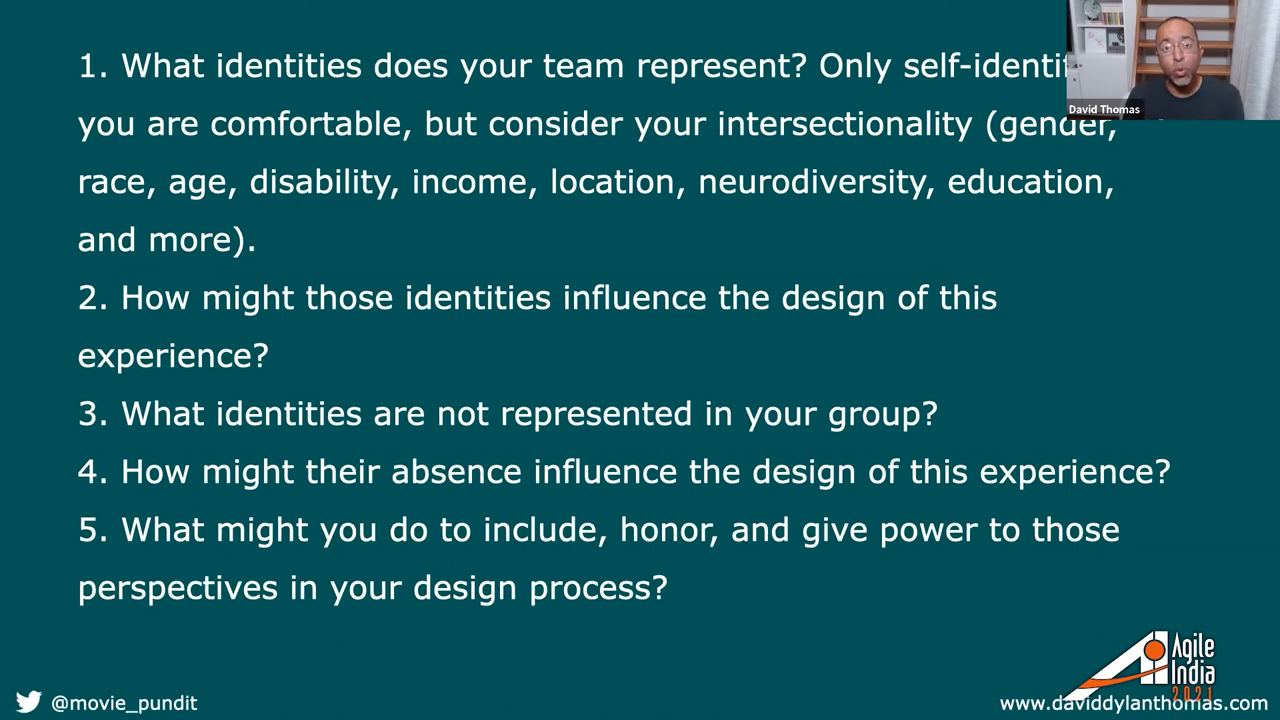 1. What identities does your team represent? Only self-identi
you are comfortable, but consider your intersectionality (gender,
race, age, disability, income, location, neurodiversity, education,
and more).
2. How might those identities influence the design of this
experience?
3. What identities are not represented in your group?
4. How might their absence influence the design of this experience?
5. What might you do to include, honor, and give power to those
perspectives in your design process?
David Thomas
Agile
India
2021
@movie_pundit
www.daviddylanthomas.com